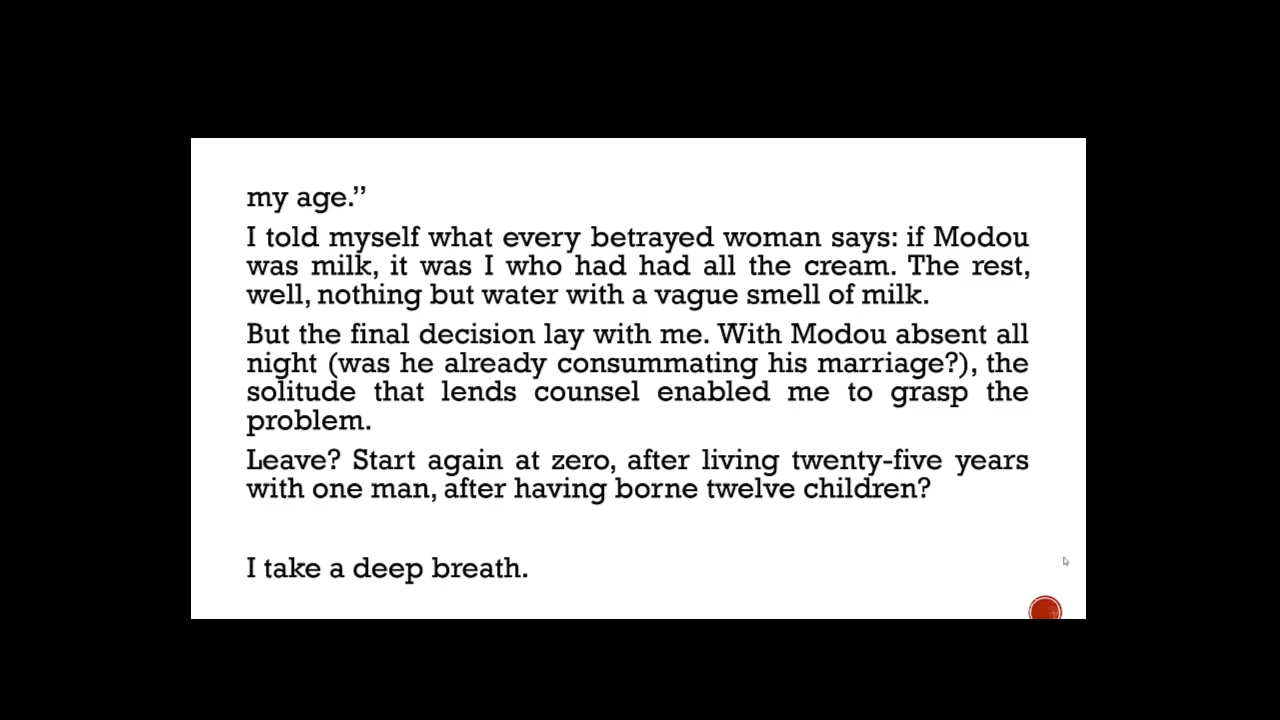 my age.”
I told myself what every betrayed woman says: if Modou
was milk, it was I who had had all the cream. The rest,
well, nothing but water with a vague smell of milk.
But the final decision lay with me. With Modou absent all
night (was he already consummating his marriage?), the
solitude that lends counsel enabled me to grasp the
problem.
Leave? Start again at zero, after living twenty-five years
with one man, after having borne twelve children?
I take a deep breath.